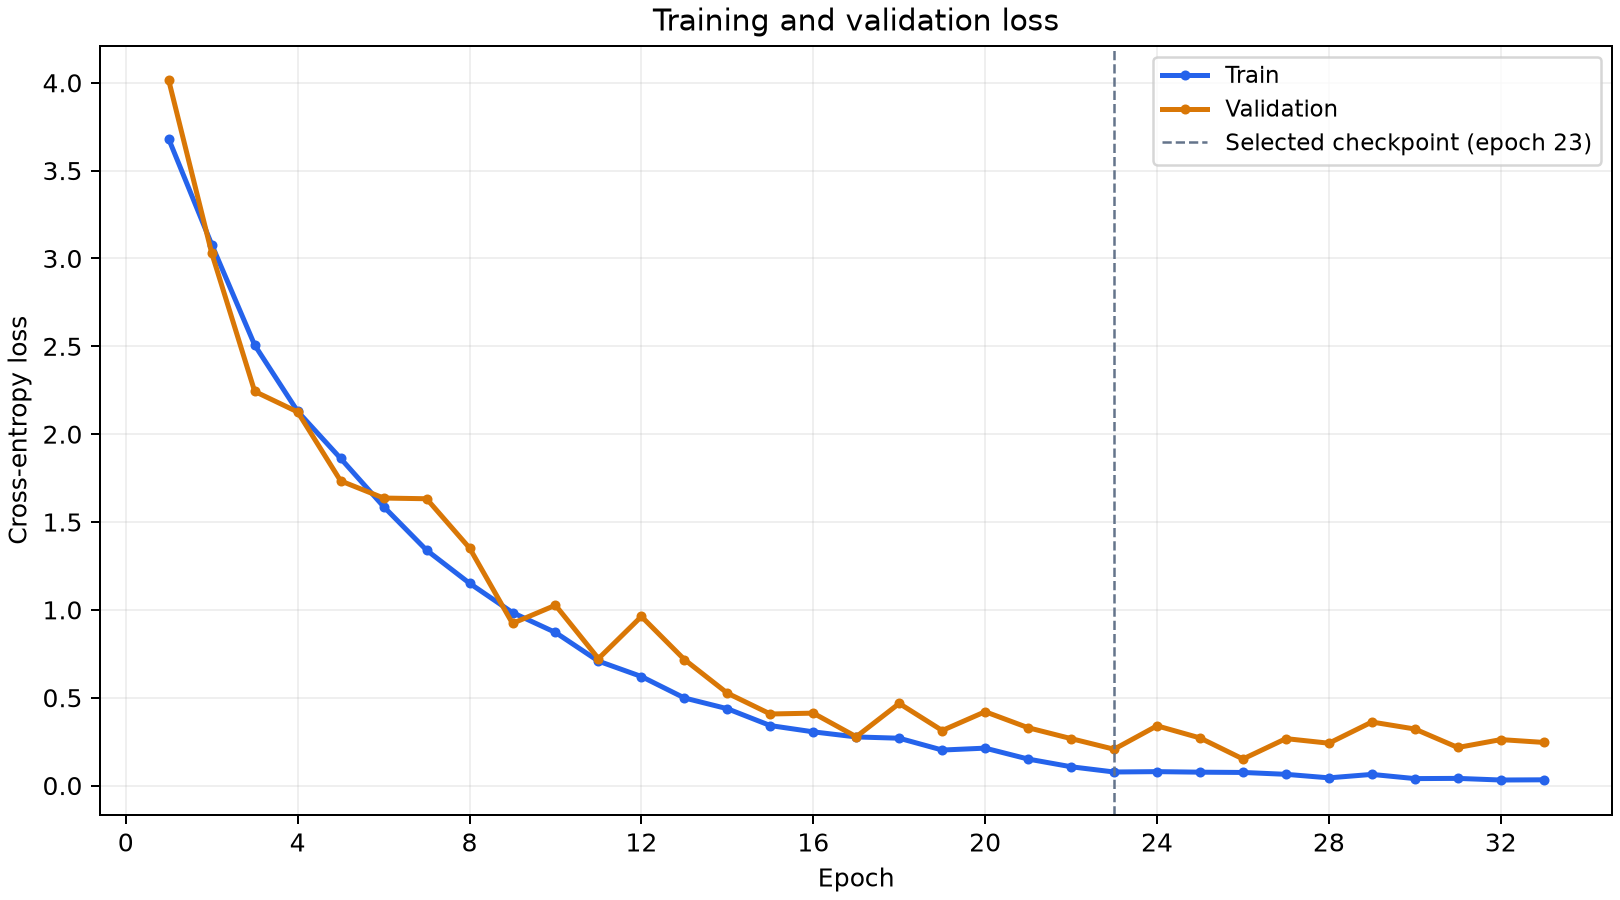 Training and validation loss
Train
Validation
Selected checkpoint (epoch 23)
Cross-entropy loss
4.0
3.5
3.0
2.5
2.0
1.5
1.0
0.5
0.0
0 4 8 12 16 20 24 28 32
Epoch